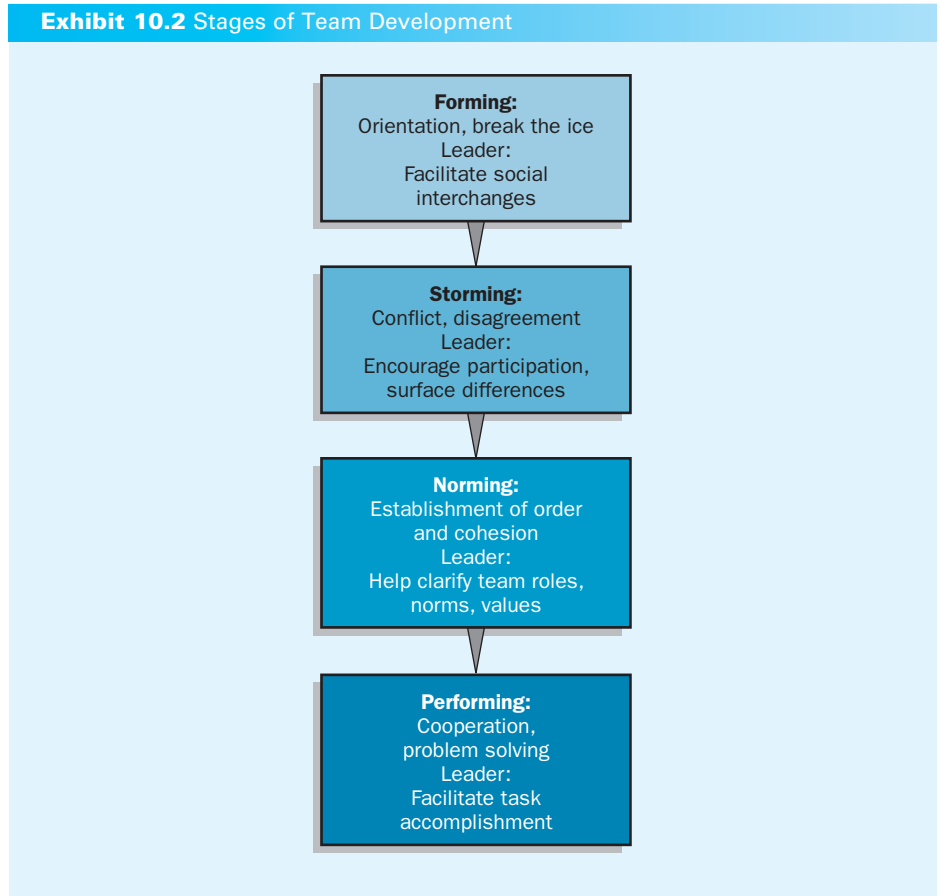 Exhibit 10.2 Stages of Team Development
Forming:
Orientation, break the ice
Leader:
Facilitate social
interchanges
Storming:
Conflict, disagreement
Leader:
Encourage participation,
surface differences
Norming:
Establishment of order
and cohesion
Leader:
Help clarify team roles,
norms, values
Performing:
Cooperation,
problem solving
Leader:
Facilitate task
accomplishment